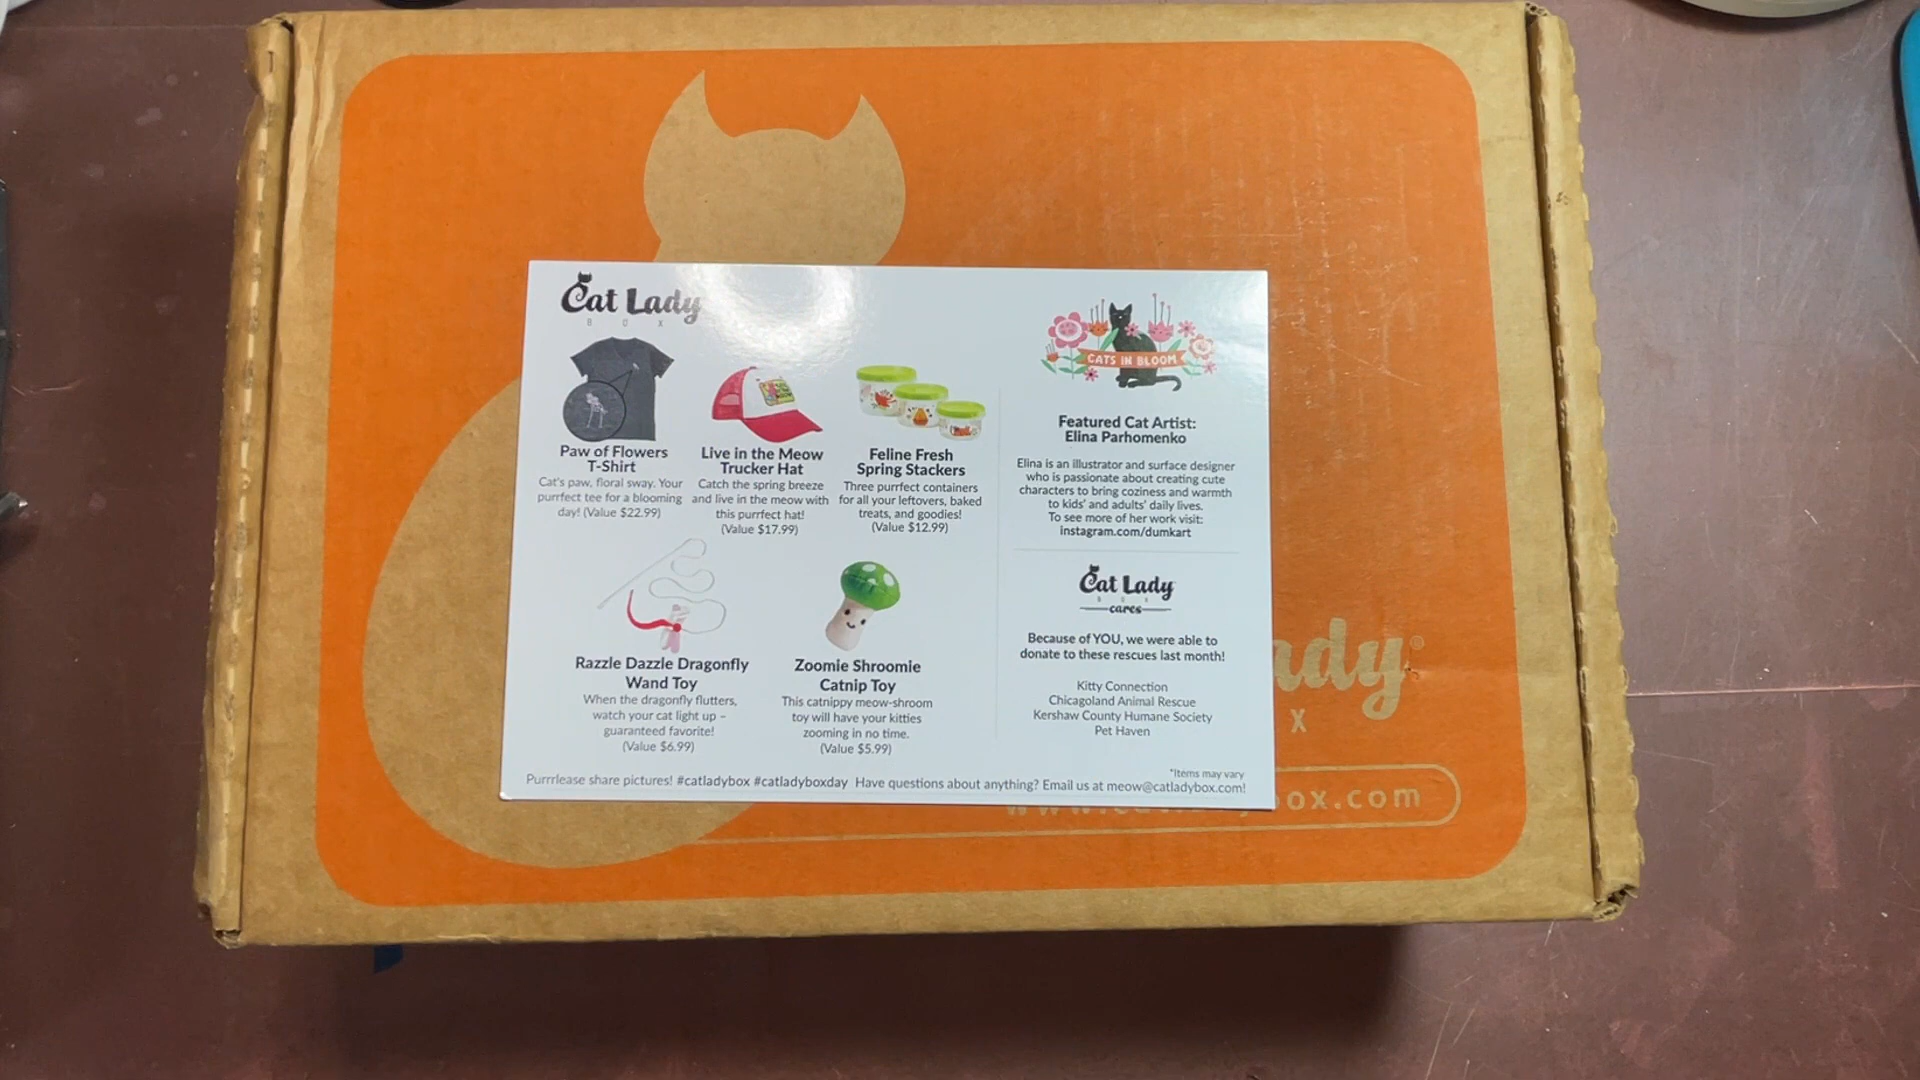 Cat Lady
B O X
CATS IN BLOOM
Paw of Flowers
T-Shirt
Cat's paw, floral sway. Your
purrfect tee for a blooming
day! (Value $22.99)
Live in the Meow
Trucker Hat
Catch the spring breeze
and live in the meow with
this purrfect hat!
(Value $17.99)
Feline Fresh
Spring Stackers
Three purrfect containers
for all your leftovers, baked
treats, and goodies!
(Value $12.99)
Razzle Dazzle Dragonfly
Wand Toy
When the dragonfly flutters,
watch your cat light up –
guaranteed favorite!
(Value $6.99)
Zoomie Shroomie
Catnip Toy
This catnippy meow-shroom
toy will have your kitties
zooming in no time.
(Value $5.99)
Featured Cat Artist:
Elina Parhomenko
Elina is an illustrator and surface designer
who is passionate about creating cute
characters to bring coziness and warmth
to kids' and adults' daily lives.
To see more of her work visit:
instagram.com/dumkart
Cat Lady
B O X
cares
Because of YOU, we were able to
donate to these rescues last month!
Kitty Connection
Chicagoland Animal Rescue
Kershaw County Humane Society
Pet Haven
*Items may vary
Purrrlease share pictures! #catladybox #catladyboxday Have questions about anything? Email us at meow@catladybox.com!
ady®
X
ox.com